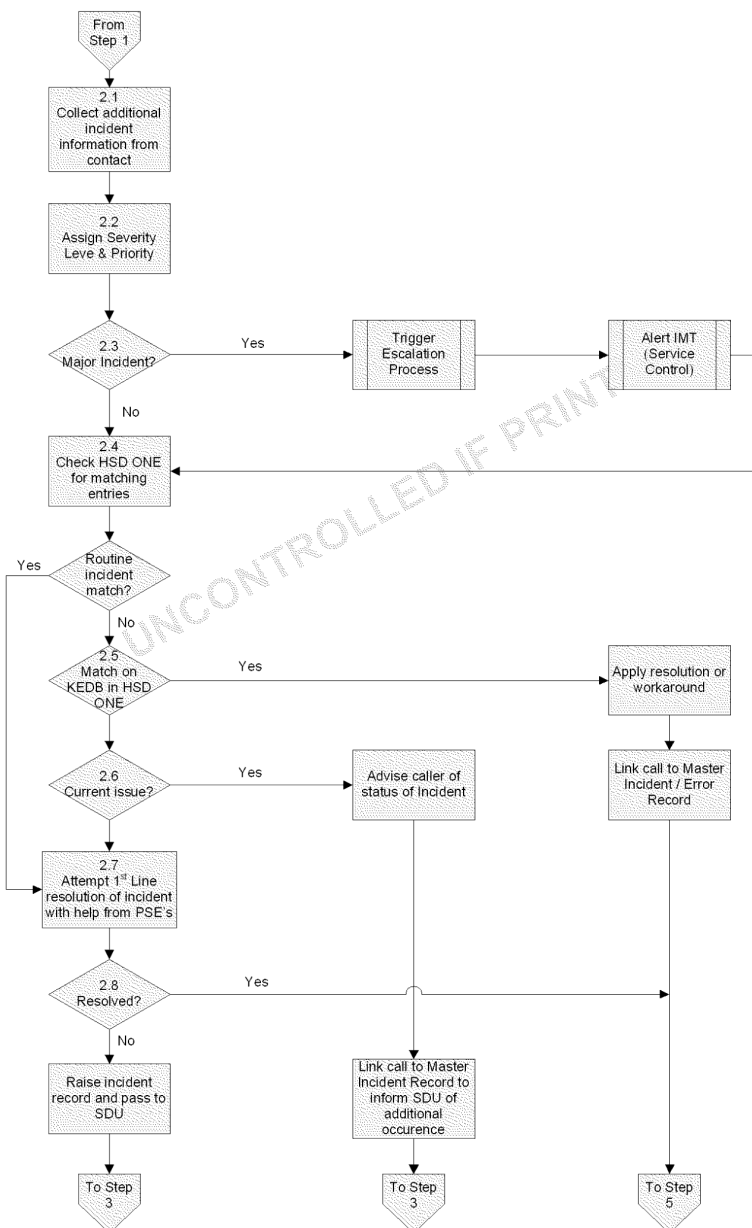 From
Step 1
2.1
Collect additional
incident
information from
contact
2.2
Assign Severity
Leve & Priority
2.3
Major Incident?
Yes
Trigger
Escalation
Process
Alert IMT
(Service
Control)
No
2.4
Check HSD ONE
for matching
entries
UNCONTROLLED IF PRINT
Yes
Routine
incident
match?
No
2.5
Match on
KEDB in HSD
ONE
Yes
Apply resolution or
workaround
2.6
Current issue?
Yes
Advise caller of
status of Incident
Link call to Master
Incident / Error
Record
2.7
Attempt 1st Line
resolution of incident
with help from PSE's
2.8
Resolved?
Yes
No
Raise incident
record and pass to
SDU
Link call to Master
Incident Record to
inform SDU of
additional
occurence
To Step
3
To Step
3
To Step
5